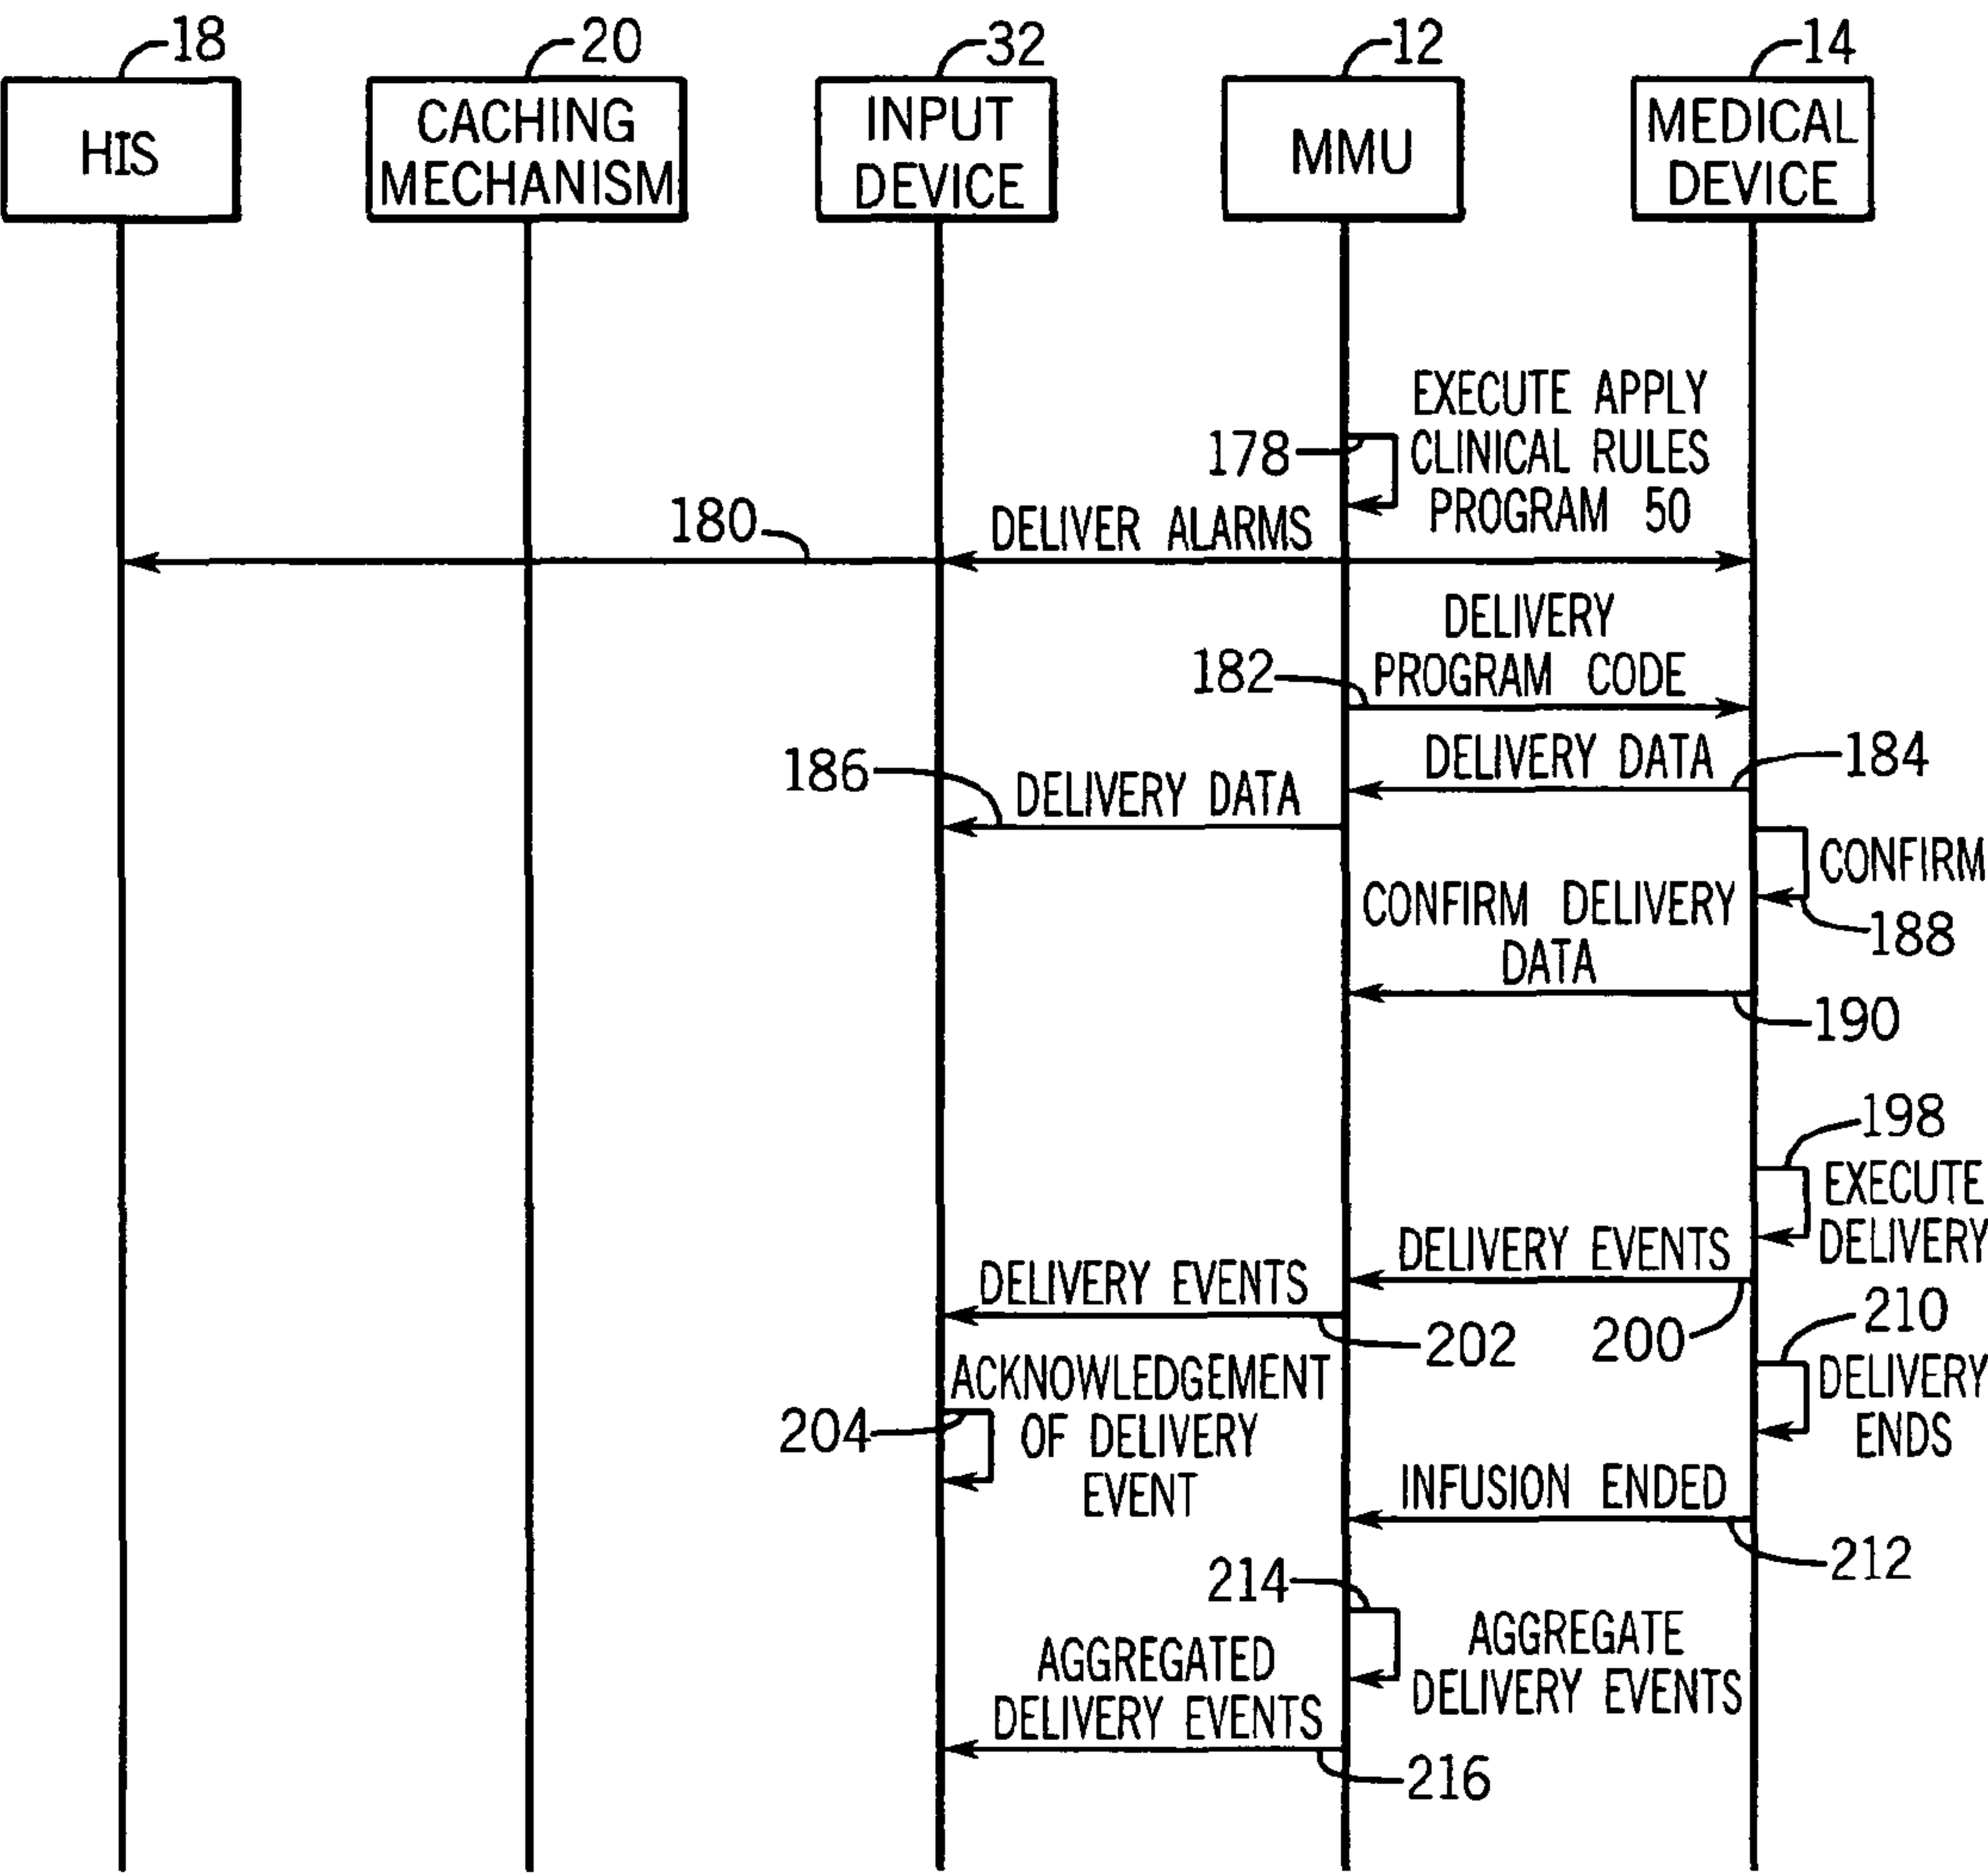 18
20
32
12
14
HIS
CACHING
MECHANISM
INPUT
DEVICE
MMU
MEDICAL
DEVICE
EXECUTE APPLY
CLINICAL RULES
PROGRAM 50
178
180
DELIVER ALARMS
DELIVERY
PROGRAM CODE
182
DELIVERY DATA
184
186
DELIVERY DATA
CONFIRM
188
CONFIRM DELIVERY
DATA
190
198
EXECUTE
DELIVERY
DELIVERY EVENTS
200
DELIVERY EVENTS
202
210
DELIVERY
ENDS
ACKNOWLEDGEMENT
OF DELIVERY
EVENT
204
INFUSION ENDED
212
214
AGGREGATE
DELIVERY EVENTS
AGGREGATED
DELIVERY EVENTS
216